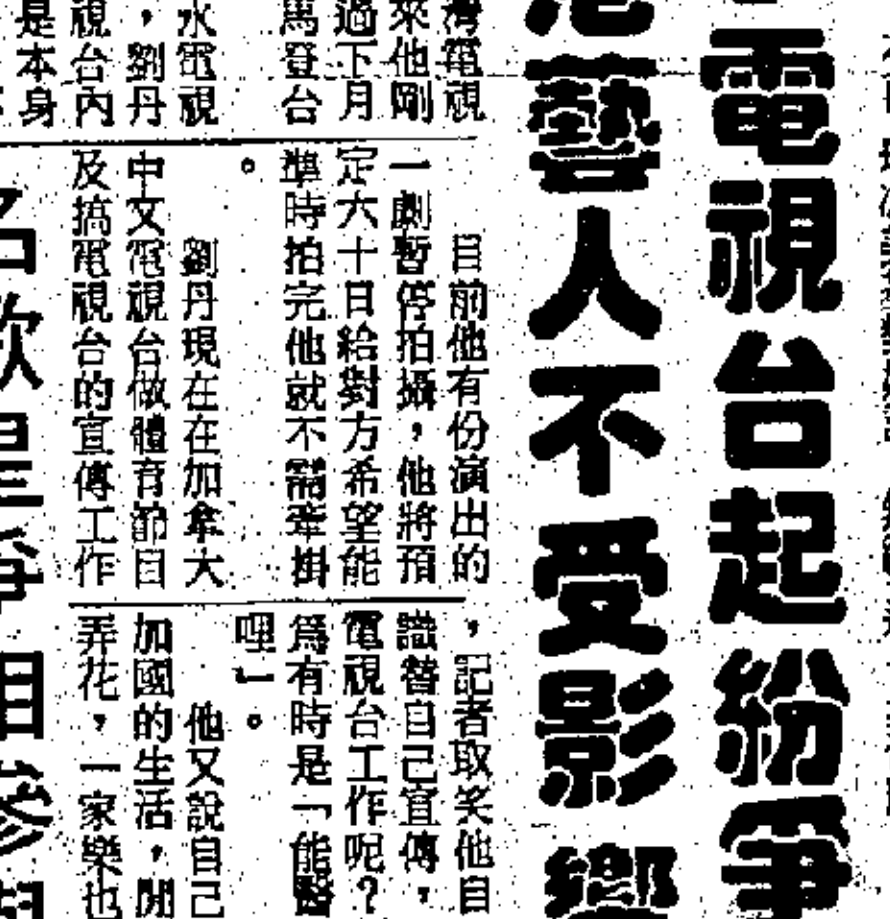 電視台起紛爭
藝人不受影響
灣電視
來他剛
過下月
馬登台
水電視
，劉丹
視台內
是本身
目前他有份演出的
一劇暫停拍攝，他將預
定六十日給對方希望能
準時拍完他就不需牽掛
。
劉丹現在在加拿大
中文電視台做體育節目
及搞電視台的宣傳工作
，記者取笑他自
識替自己宣傳，
電視台工作呢？
爲有時是「能醫
哩」。
他又說自己
加國的生活，閒
弄花，一家樂也